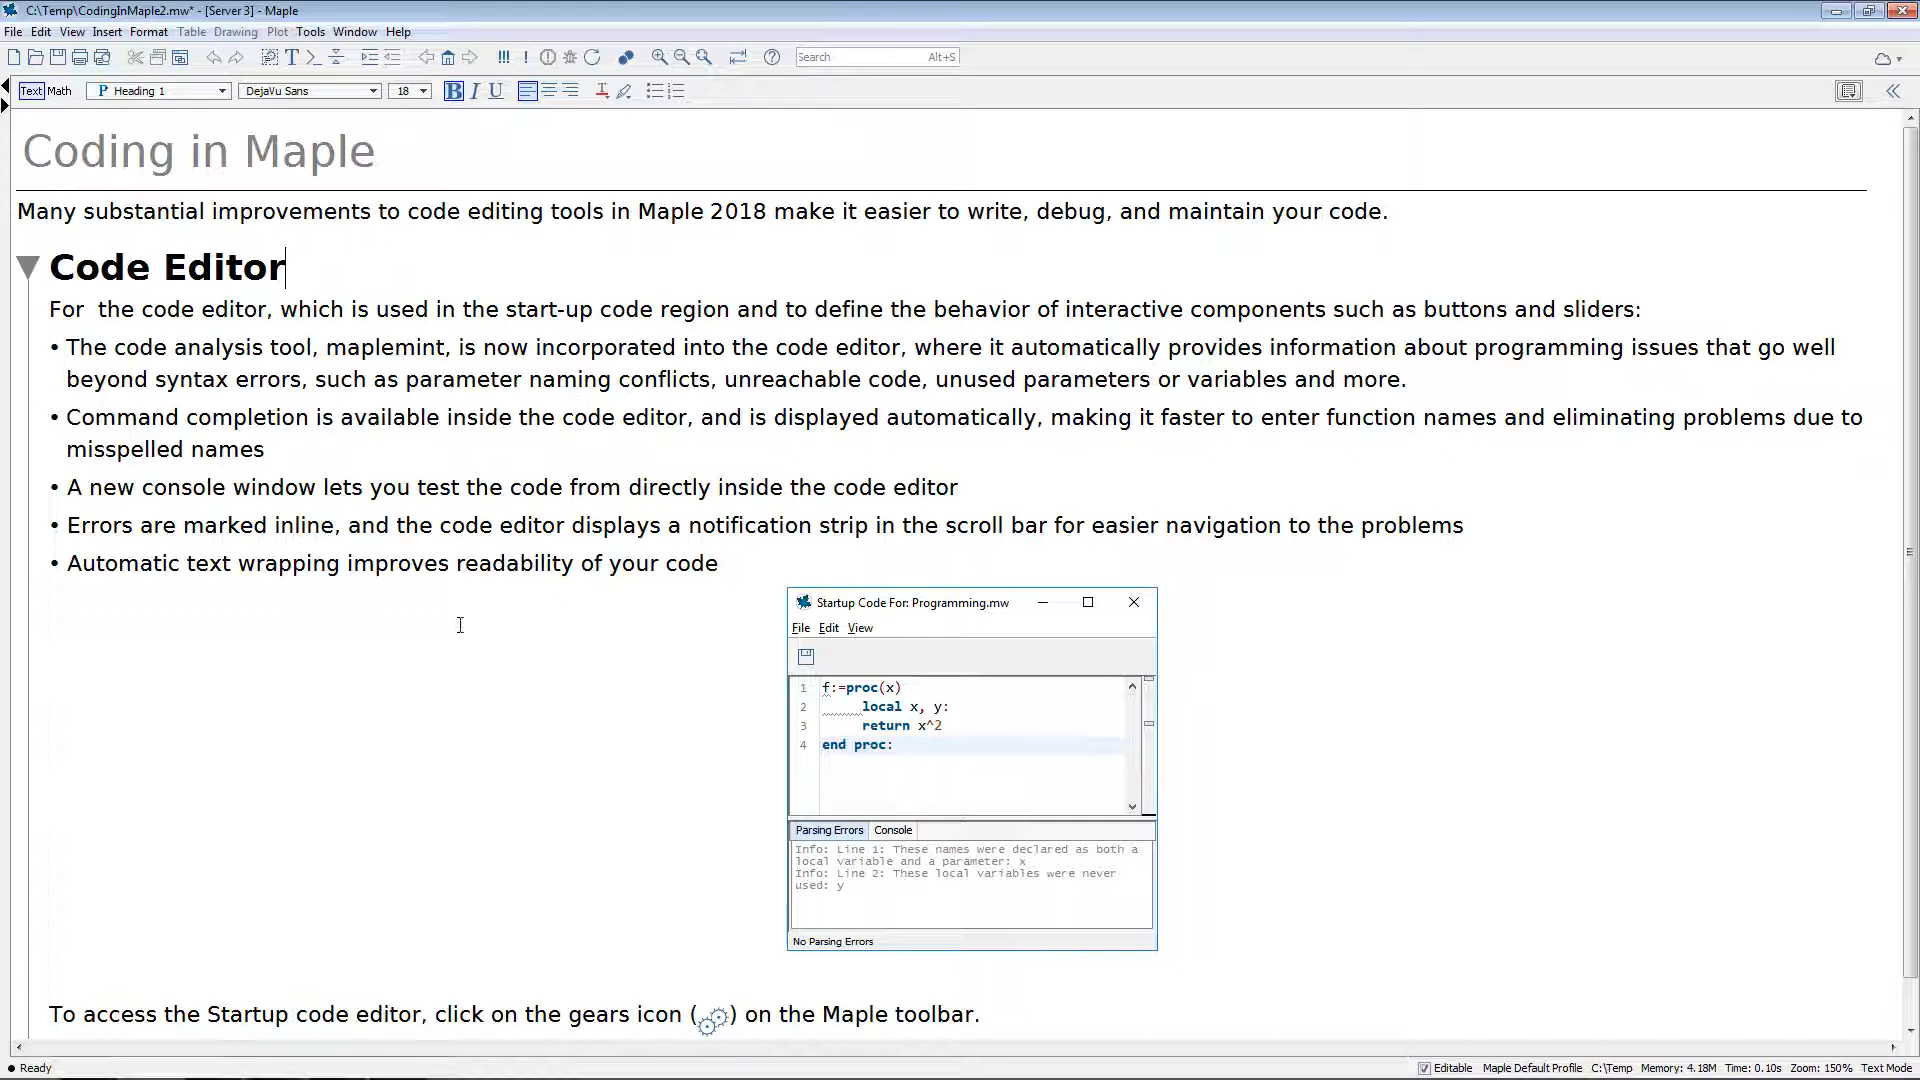 C:\Temp\CodingInMaple2.mw* - [Server 3] - Maple
File Edit View Insert Format Table Drawing Plot Tools Window Help
Search Alt+S
Text Math P Heading 1 DejaVu Sans 18 B I U
Coding in Maple
Many substantial improvements to code editing tools in Maple 2018 make it easier to write, debug, and maintain your code.
Code Editor
For  the code editor, which is used in the start-up code region and to define the behavior of interactive components such as buttons and sliders:
• The code analysis tool, maplemint, is now incorporated into the code editor, where it automatically provides information about programming issues that go well
beyond syntax errors, such as parameter naming conflicts, unreachable code, unused parameters or variables and more.
• Command completion is available inside the code editor, and is displayed automatically, making it faster to enter function names and eliminating problems due to
misspelled names
• A new console window lets you test the code from directly inside the code editor
• Errors are marked inline, and the code editor displays a notification strip in the scroll bar for easier navigation to the problems
• Automatic text wrapping improves readability of your code
Startup Code For: Programming.mw
File Edit View
1 f:=proc(x)
2 local x, y:
3 return x^2
4 end proc:
Parsing Errors Console
Info: Line 1: These names were declared as both a
local variable and a parameter: x
Info: Line 2: These local variables were never
used: y
No Parsing Errors
To access the Startup code editor, click on the gears icon ( ) on the Maple toolbar.
Ready Editable Maple Default Profile C:\Temp Memory: 4.18M Time: 0.10s Zoom: 150% Text Mode